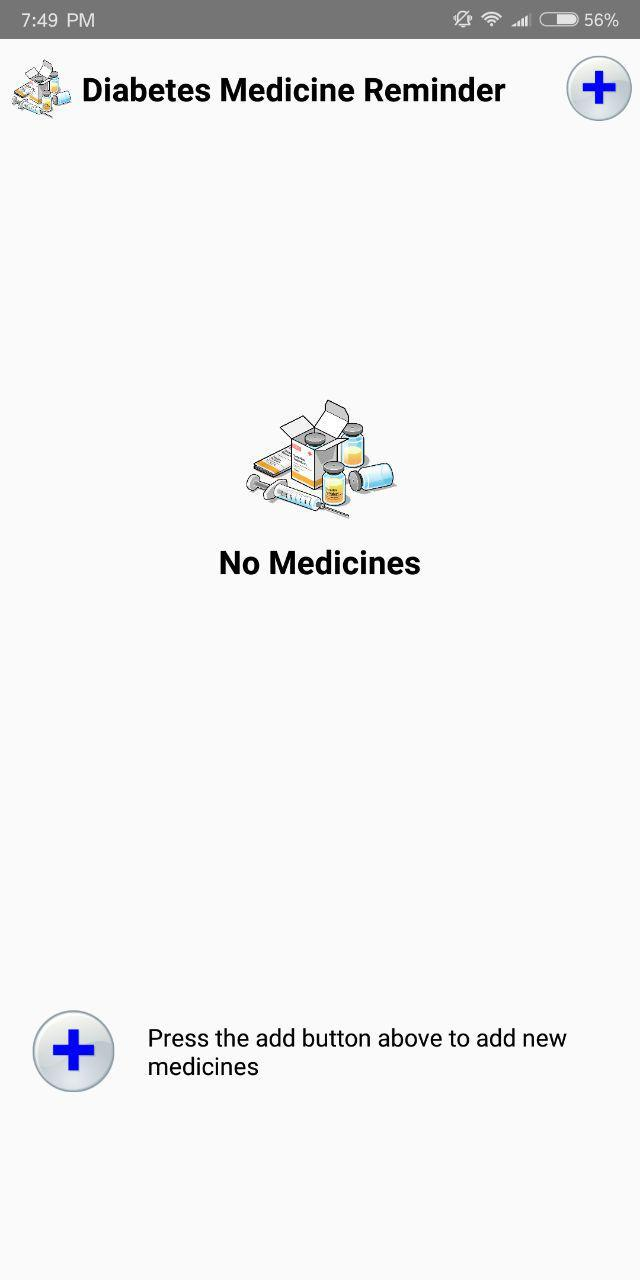 7:49 PM
56%
Diabetes Medicine Reminder
No Medicines
Press the add button above to add new
medicines